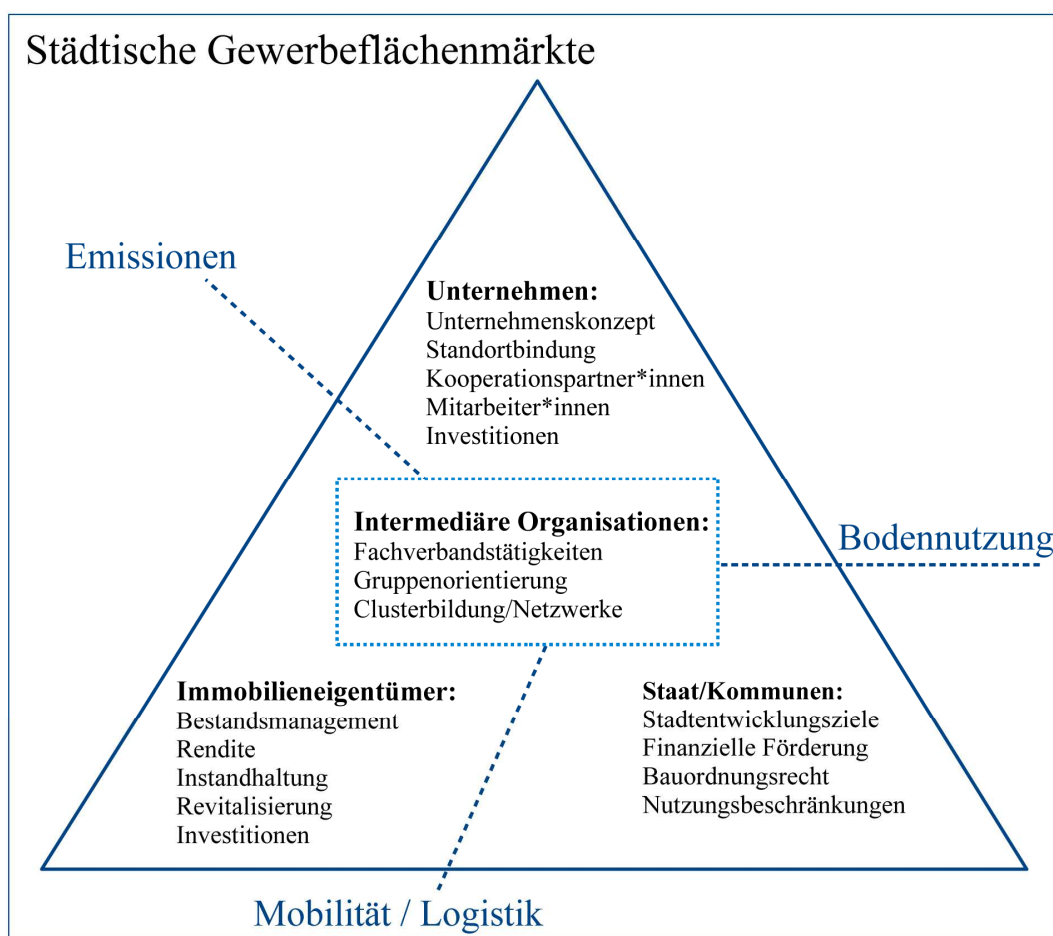 Städtische Gewerbeflächenmärkte
Emissionen
Unternehmen:
Unternehmenskonzept
Standortbindung
Kooperationspartner*innen
Mitarbeiter*innen
Investitionen
Intermediäre Organisationen:
Fachverbandstätigkeiten
Gruppenorientierung
Clusterbildung/Netzwerke
Bodennutzung
Immobilieneigentümer:
Bestandsmanagement
Rendite
Instandhaltung
Revitalisierung
Investitionen
Staat/Kommunen:
Stadtentwicklungsziele
Finanzielle Förderung
Bauordnungsrecht
Nutzungsbeschränkungen
Mobilität / Logistik